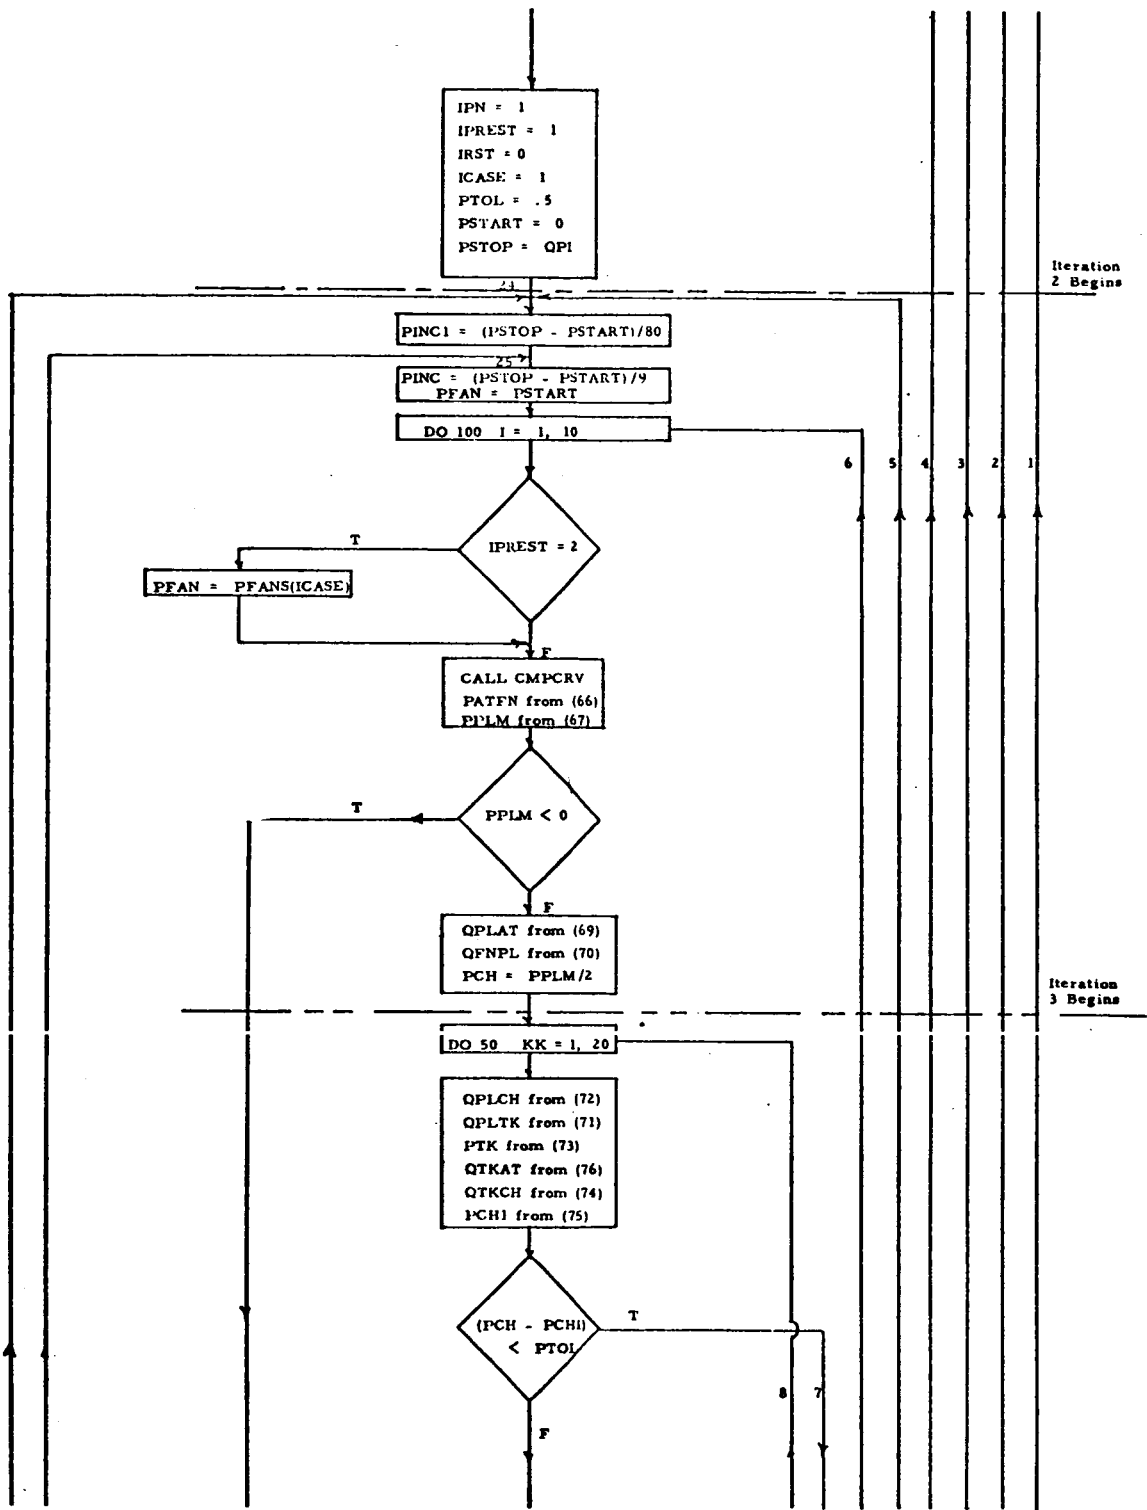 IPN = 1
IPREST = 1
IRST = 0
ICASE = 1
PTOL = .5
PSTART = 0
PSTOP = QPI
Iteration
2 Begins
24
PINC1 = (PSTOP - PSTART)/80
25
PINC = (PSTOP - PSTART)/9
PFAN = PSTART
DO 100 I = 1, 10
6 5 4 3 2 1
IPREST = 2
T
PFAN = PFANS(ICASE)
F
CALL CMPCRV
PATFN from (66)
PPLM from (67)
PPLM < 0
T
F
QPLAT from (69)
QFNPL from (70)
PCH = PPLM/2
Iteration
3 Begins
DO 50 KK = 1, 20
QPLCH from (72)
QPLTK from (71)
PTK from (73)
QTKAT from (76)
QTKCH from (74)
PCHI from (75)
(PCH - PCHI)
< PTOL
T
8 7
F